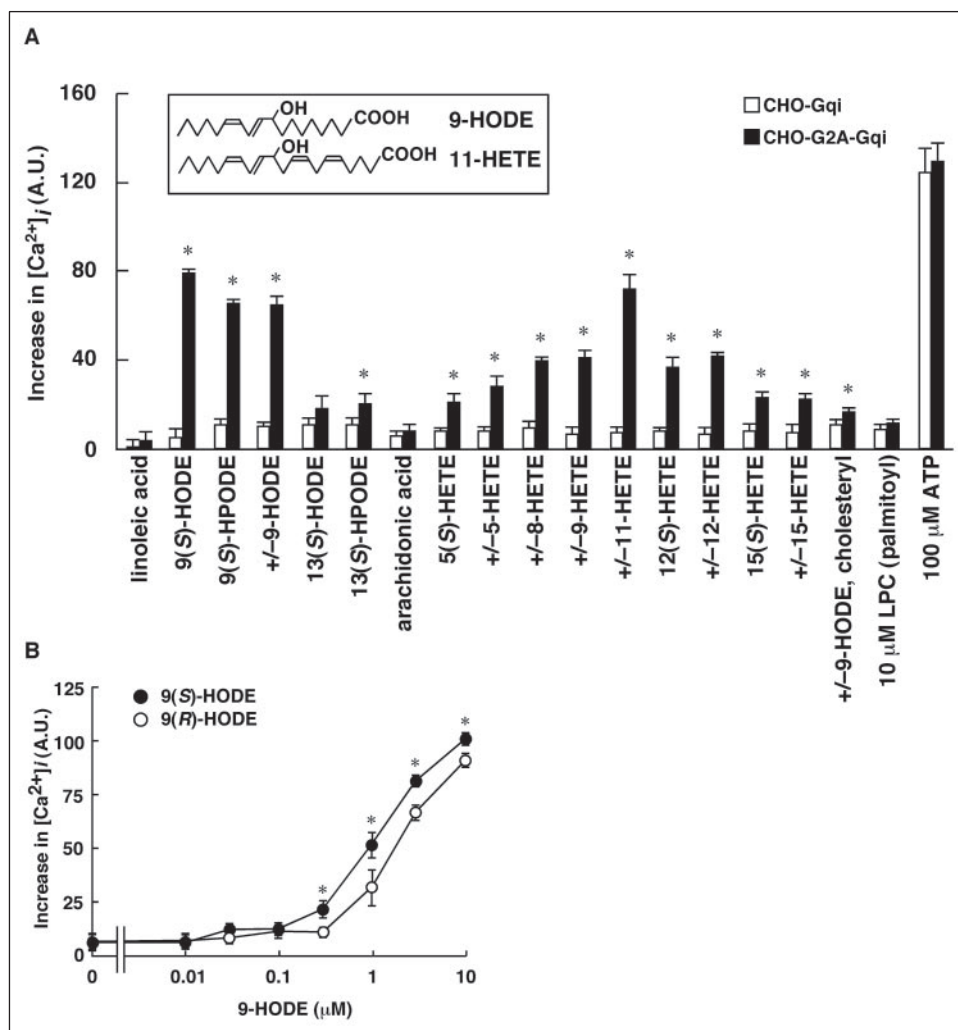 A
160
120
80
40
0
Increase in [Ca²⁺]i (A.U.)
OH
COOH
9-HODE
OH
COOH
11-HETE
CHO-Gqi
CHO-G2A-Gqi
* * * * * * * * * * * * * *
linoleic acid
9(S)-HODE
9(S)-HPODE
+/–9-HODE
13(S)-HODE
13(S)-HPODE
arachidonic acid
5(S)-HETE
+/–5-HETE
+/–8-HETE
+/–9-HETE
+/–11-HETE
12(S)-HETE
+/–12-HETE
15(S)-HETE
+/–15-HETE
+/–9-HODE, cholesteryl
10 μM LPC (palmitoyl)
100 μM ATP
B
9(S)-HODE
9(R)-HODE
125
100
75
50
25
0
Increase in [Ca²⁺]i (A.U.)
* * * *
0 0.01 0.1 1 10
9-HODE (μM)